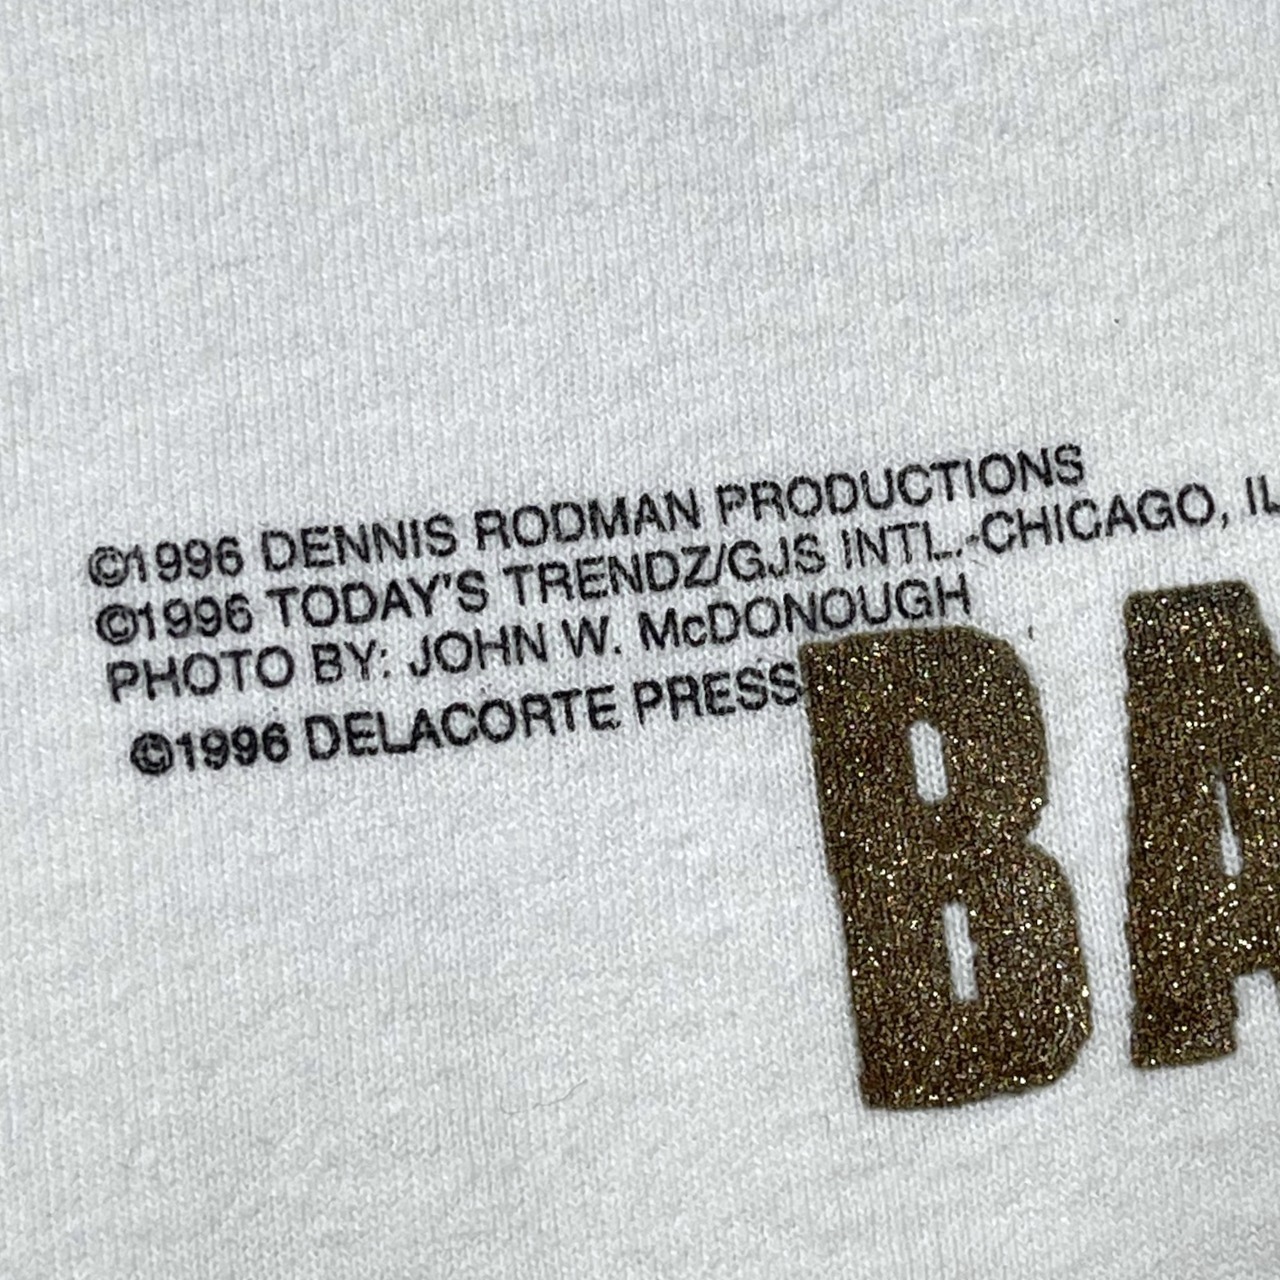 ©1996 DENNIS RODMAN PRODUCTIONS
©1996 TODAY'S TRENDZ/GJS INTL.-CHICAGO, IL
PHOTO BY: JOHN W. McDONOUGH
©1996 DELACORTE PRESS
BA